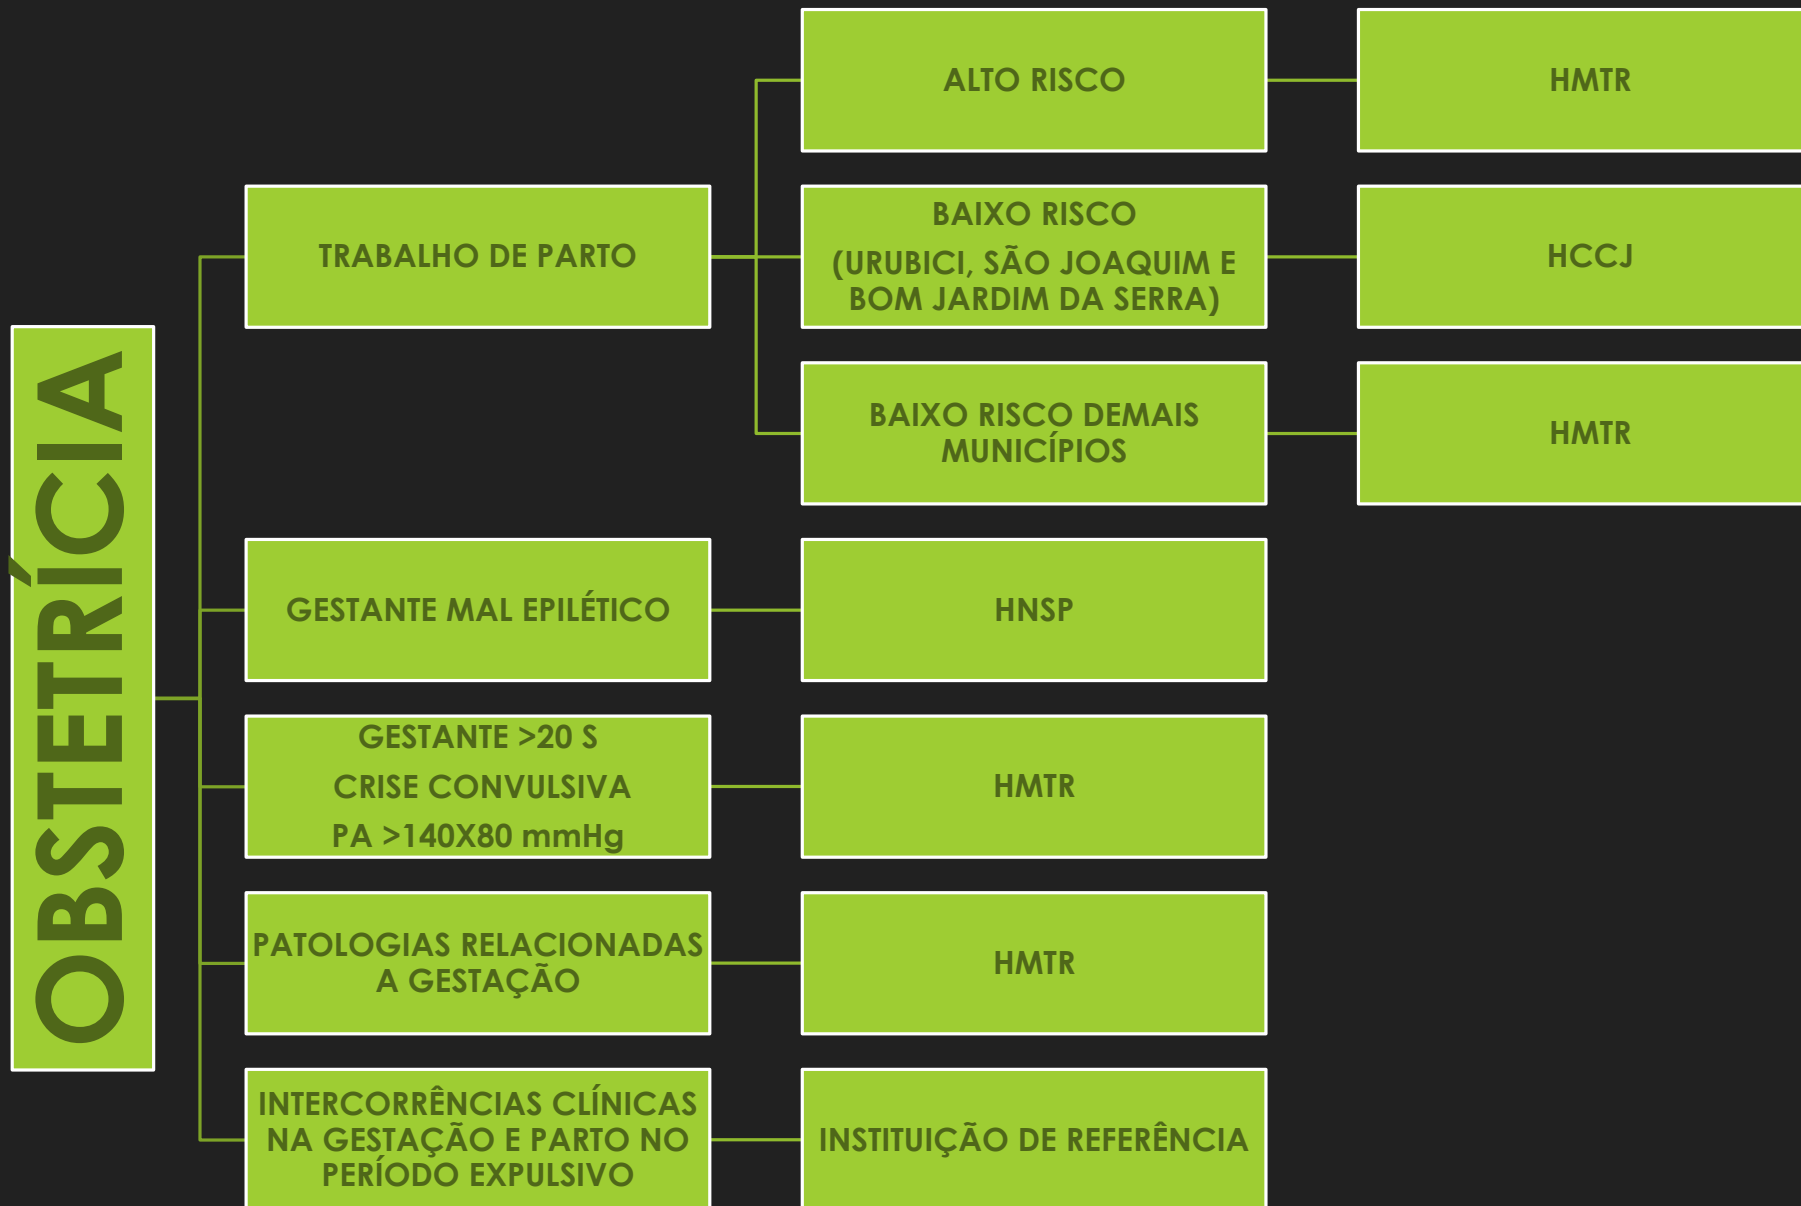 OBSTETRÍCIA
TRABALHO DE PARTO
ALTO RISCO
HMTR
BAIXO RISCO
(URUBICI, SÃO JOAQUIM E
BOM JARDIM DA SERRA)
HCCJ
BAIXO RISCO DEMAIS
MUNICÍPIOS
HMTR
GESTANTE MAL EPILÉTICO
HNSP
GESTANTE >20 S
CRISE CONVULSIVA
PA >140X80 mmHg
HMTR
PATOLOGIAS RELACIONADAS
A GESTAÇÃO
HMTR
INTERCORRÊNCIAS CLÍNICAS
NA GESTAÇÃO E PARTO NO
PERÍODO EXPULSIVO
INSTITUIÇÃO DE REFERÊNCIA